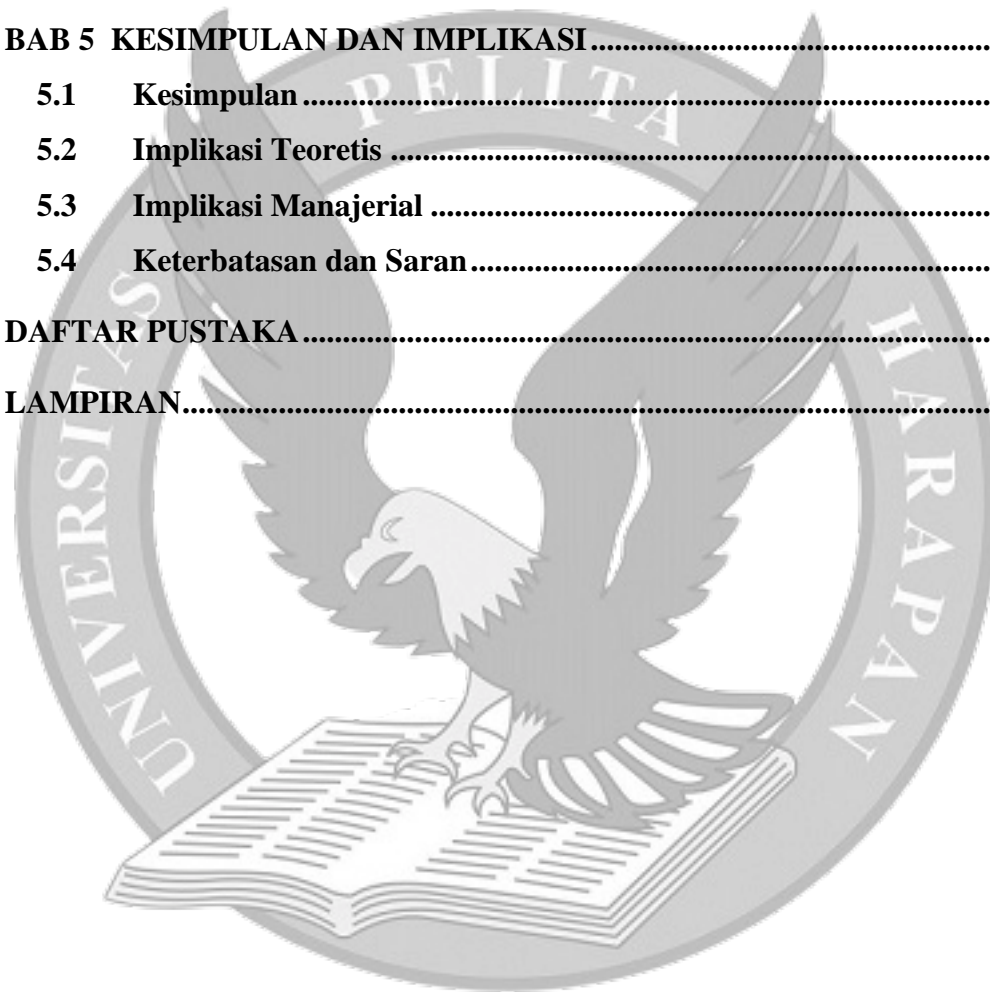 BAB 5 KESIMPULAN DAN IMPLIKASI........................................................
5.1 Kesimpulan........................................................
5.2 Implikasi Teoretis........................................................
5.3 Implikasi Manajerial........................................................
5.4 Keterbatasan dan Saran........................................................
DAFTAR PUSTAKA........................................................
LAMPIRAN........................................................
UNIVERSITAS PELITA HARAPAN